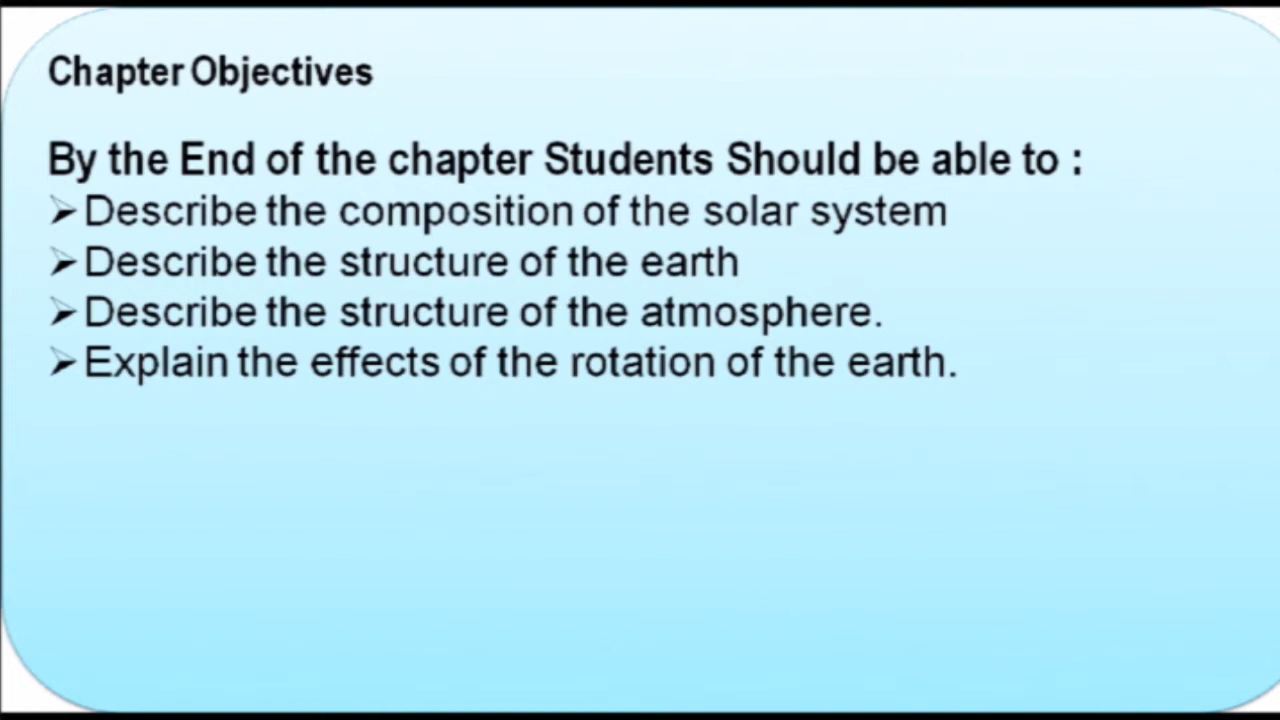 Chapter Objectives
By the End of the chapter Students Should be able to :
➢Describe the composition of the solar system
➢Describe the structure of the earth
➢Describe the structure of the atmosphere.
➢Explain the effects of the rotation of the earth.